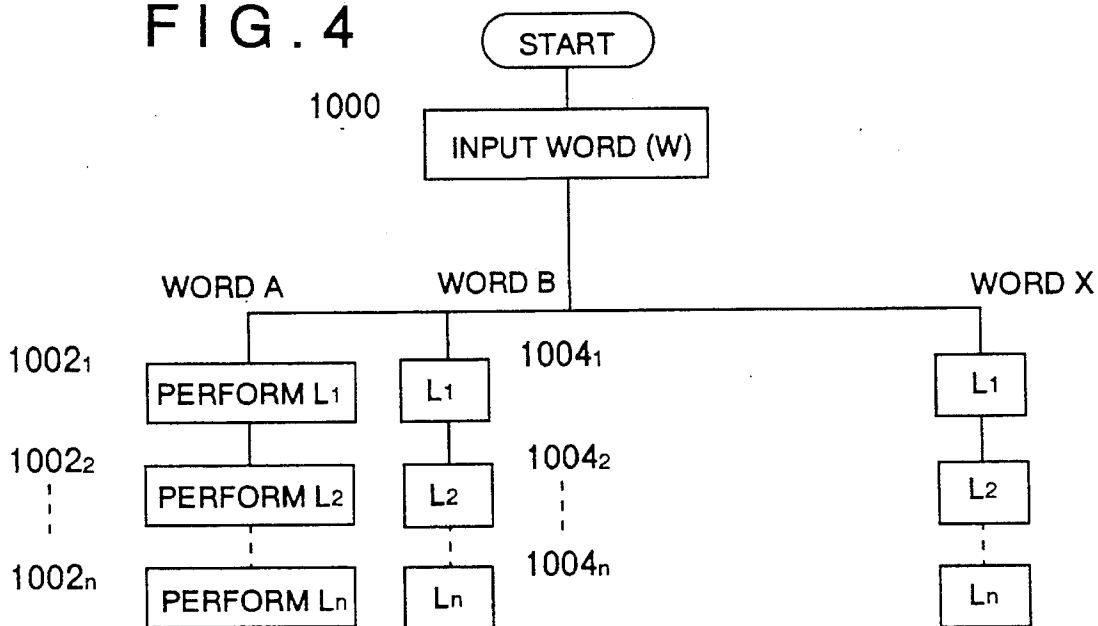 FIG. 4
START
1000
INPUT WORD (W)
WORD A
WORD B
WORD X
1002₁
PERFORM L₁
L₁
1004₁
L₁
1002₂
PERFORM L₂
L₂
1004₂
L₂
1002ₙ
PERFORM Lₙ
Lₙ
1004ₙ
Lₙ